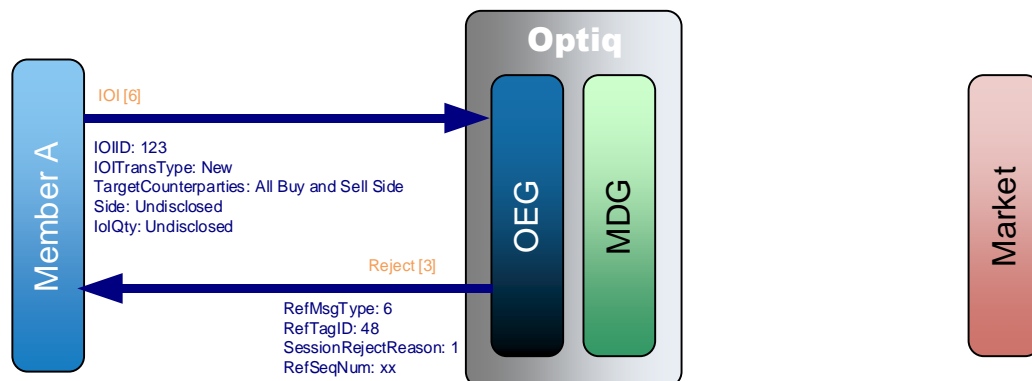 Optiq
IOI [6]
Member A
IOIID: 123
IOITransType: New
TargetCounterparties: All Buy and Sell Side
Side: Undisclosed
IoIQty: Undisclosed
OEG
MDG
Market
Reject [3]
RefMsgType: 6
RefTagID: 48
SessionRejectReason: 1
RefSeqNum: xx